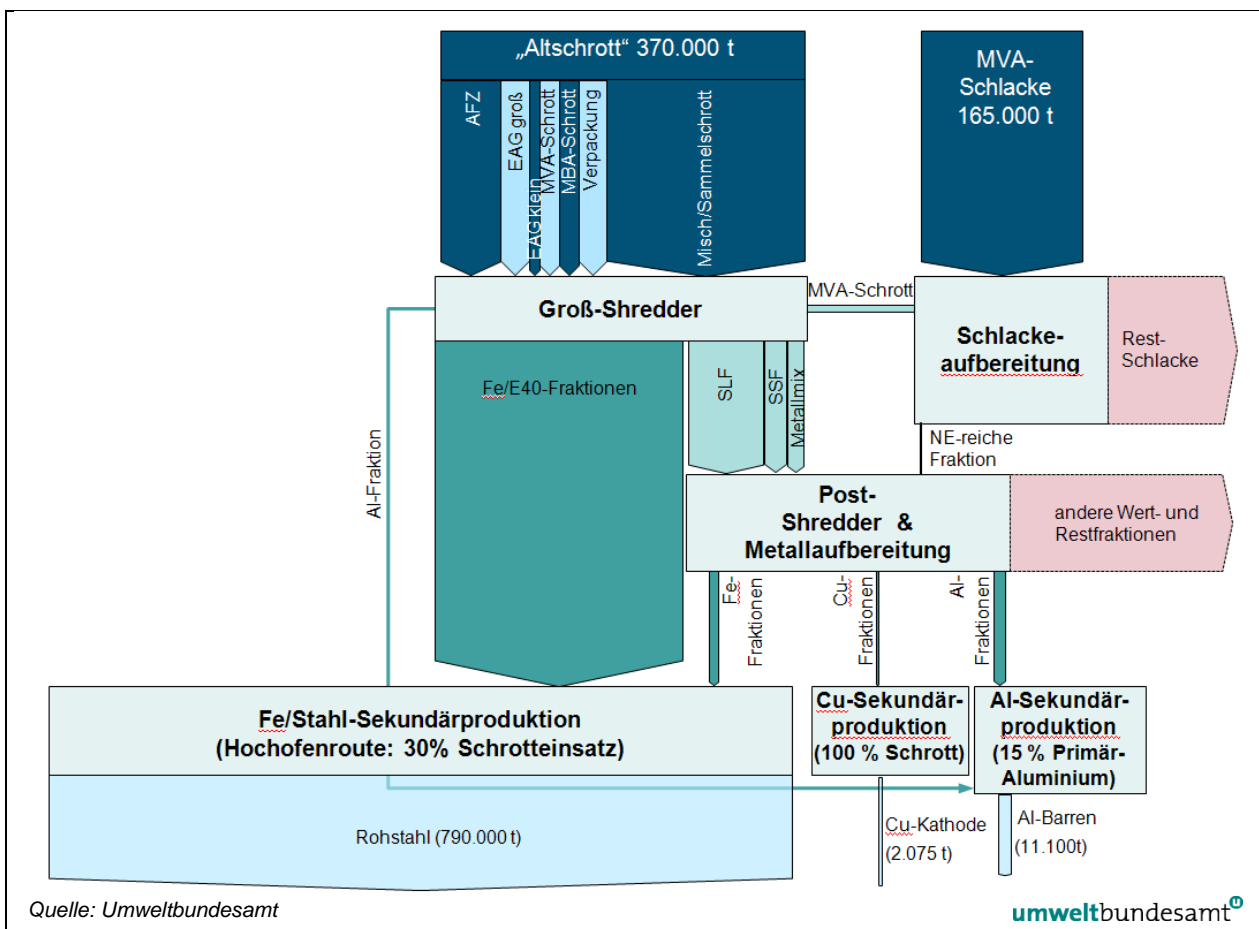 „Altschrott“ 370.000 t
MVA-
Schlacke
165.000 t
AFZ
EAG groß
EAG klein
MVA-Schrott
MBA-Schrott
Verpackung
Misch/Sammelschrott
Groß-Shredder
MVA-Schrott
Schlacke-
aufbereitung
Rest-
Schlacke
Al-Fraktion
Fe/E40-Fraktionen
SLF
SSF
Metallmix
NE-reiche
Fraktion
Post-
Shredder &
Metallaufbereitung
andere Wert- und
Restfraktionen
Fe-
Fraktionen
Cu-
Fraktionen
Al-
Fraktionen
Fe/Stahl-Sekundärproduktion
(Hochofenroute: 30% Schrotteinsatz)
Cu-Sekundär-
produktion
(100 % Schrott)
Al-Sekundär-
produktion
(15 % Primär-
Aluminium)
Rohstahl (790.000 t)
Cu-Kathode
(2.075 t)
Al-Barren
(11.100t)
Quelle: Umweltbundesamt
umweltbundesamt